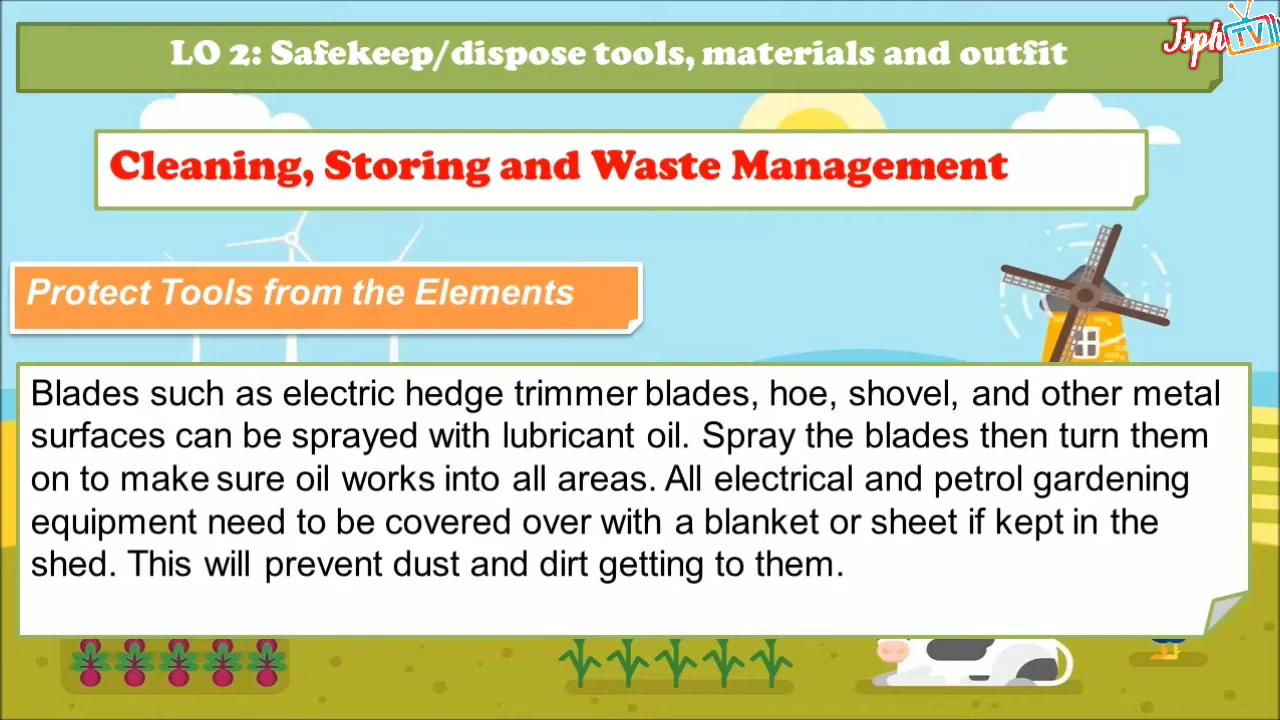 Jsph TV
LO 2: Safekeep/dispose tools, materials and outfit
Cleaning, Storing and Waste Management
Protect Tools from the Elements
Blades such as electric hedge trimmer blades, hoe, shovel, and other metal
surfaces can be sprayed with lubricant oil. Spray the blades then turn them
on to make sure oil works into all areas. All electrical and petrol gardening
equipment need to be covered over with a blanket or sheet if kept in the
shed. This will prevent dust and dirt getting to them.